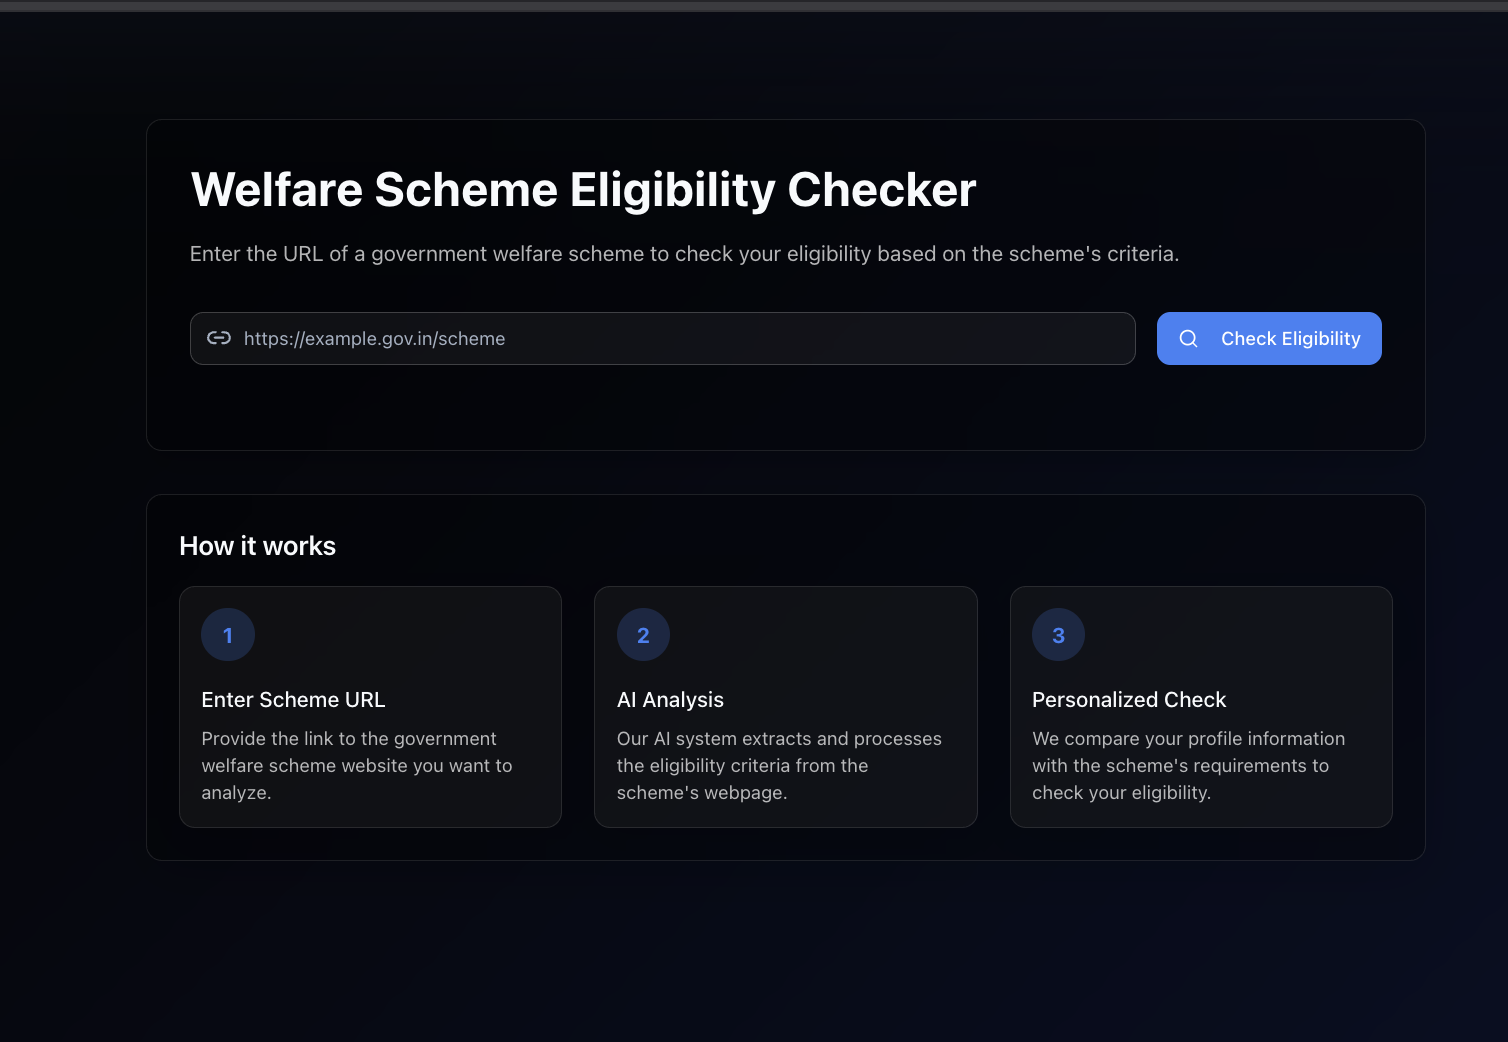 Welfare Scheme Eligibility Checker
Enter the URL of a government welfare scheme to check your eligibility based on the scheme's criteria.
https://example.gov.in/scheme
Check Eligibility
How it works
1
Enter Scheme URL
Provide the link to the government
welfare scheme website you want to
analyze.
2
AI Analysis
Our AI system extracts and processes
the eligibility criteria from the
scheme's webpage.
3
Personalized Check
We compare your profile information
with the scheme's requirements to
check your eligibility.